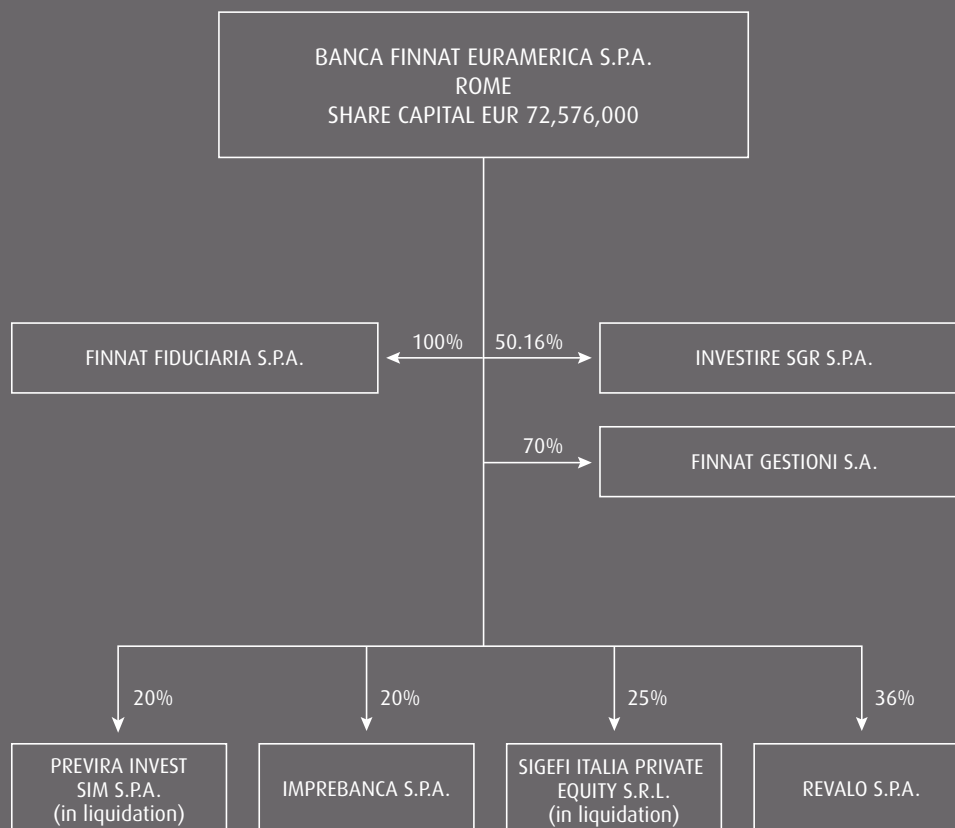 BANCA FINNAT EURAMERICA S.P.A.
ROME
SHARE CAPITAL EUR 72,576,000
FINNAT FIDUCIARIA S.P.A.
100%
50.16%
INVESTIRE SGR S.P.A.
70%
FINNAT GESTIONI S.A.
20%
20%
25%
36%
PREVIRA INVEST
SIM S.P.A.
(in liquidation)
IMPREBANCA S.P.A.
SIGEFI ITALIA PRIVATE
EQUITY S.R.L.
(in liquidation)
REVALO S.P.A.